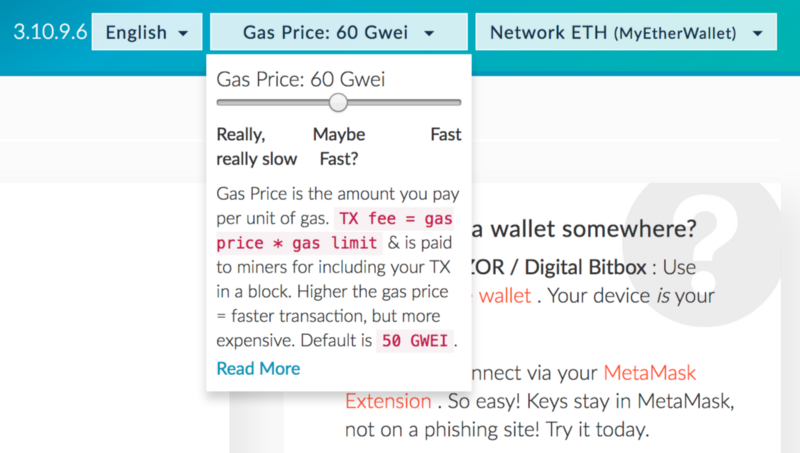 3.10.9.6 English Gas Price: 60 Gwei Network ETH (MyEtherWallet)
Gas Price: 60 Gwei
Really, really slow
Maybe Fast?
Fast
Gas Price is the amount you pay
per unit of gas. TX fee = gas
price * gas limit & is paid
to miners for including your TX
in a block. Higher the gas price
= faster transaction, but more
expensive. Default is 50 GWEI .
Read More
?
a wallet somewhere?
ZOR / Digital Bitbox : Use
wallet . Your device is your
nnect via your MetaMask
Extension . So easy! Keys stay in MetaMask,
not on a phishing site! Try it today.